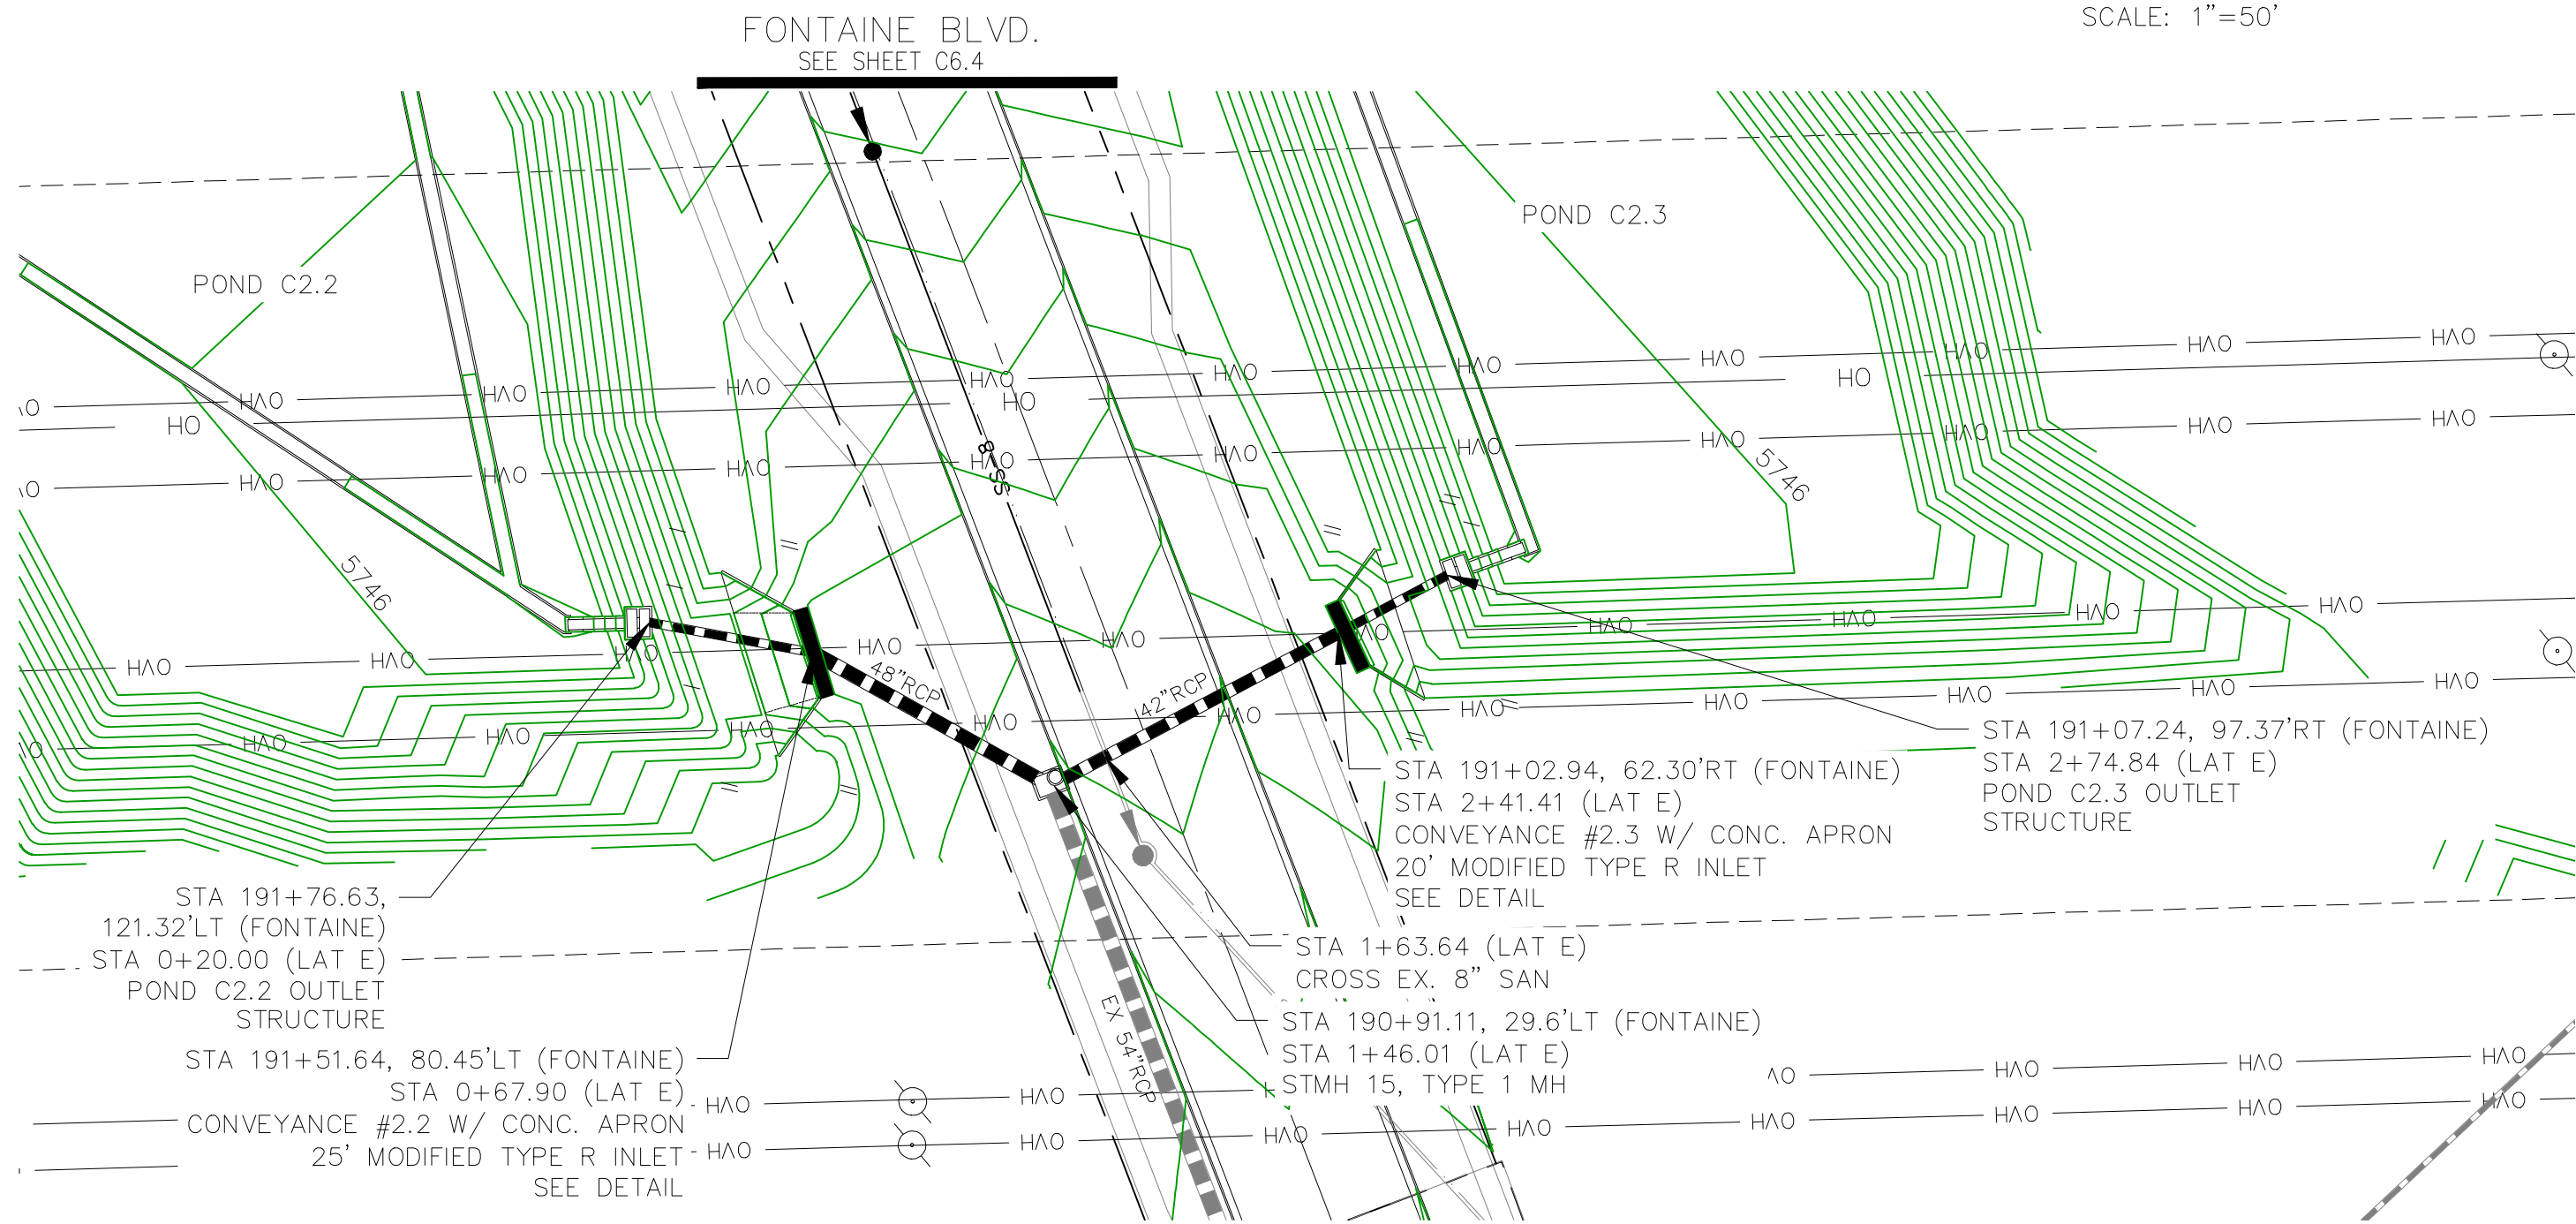 SCALE: 1"=50'
FONTAINE BLVD.
SEE SHEET C6.4
POND C2.3
POND C2.2
HO
HO
HO
8-SS
5746
5746
48"RCP
42"RCP
EX 54"RCP
STA 191+07.24, 97.37'RT (FONTAINE)
STA 2+74.84 (LAT E)
POND C2.3 OUTLET
STRUCTURE
STA 191+02.94, 62.30'RT (FONTAINE)
STA 2+41.41 (LAT E)
CONVEYANCE #2.3 W/ CONC. APRON
20' MODIFIED TYPE R INLET
SEE DETAIL
STA 191+76.63,
121.32'LT (FONTAINE)
STA 0+20.00 (LAT E)
POND C2.2 OUTLET
STRUCTURE
STA 1+63.64 (LAT E)
CROSS EX. 8" SAN
STA 190+91.11, 29.6'LT (FONTAINE)
STA 1+46.01 (LAT E)
STMH 15, TYPE 1 MH
STA 191+51.64, 80.45'LT (FONTAINE)
STA 0+67.90 (LAT E)
CONVEYANCE #2.2 W/ CONC. APRON
25' MODIFIED TYPE R INLET
SEE DETAIL